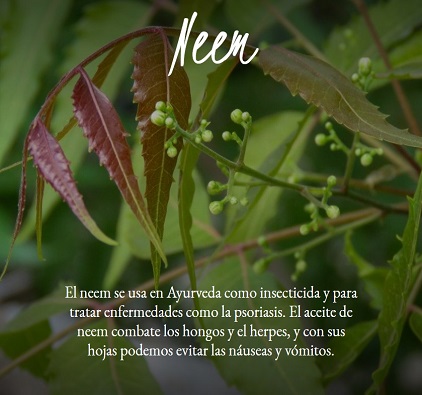 Neem
El neem se usa en Ayurveda como insecticida y para
tratar enfermedades como la psoriasis. El aceite de
neem combate los hongos y el herpes, y con sus
hojas podemos evitar las náuseas y vómitos.